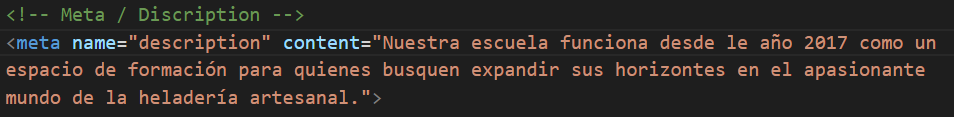 <!-- Meta / Discription -->
<meta name="description" content="Nuestra escuela funciona desde le año 2017 como un
espacio de formación para quienes busquen expandir sus horizontes en el apasionante
mundo de la heladería artesanal.">